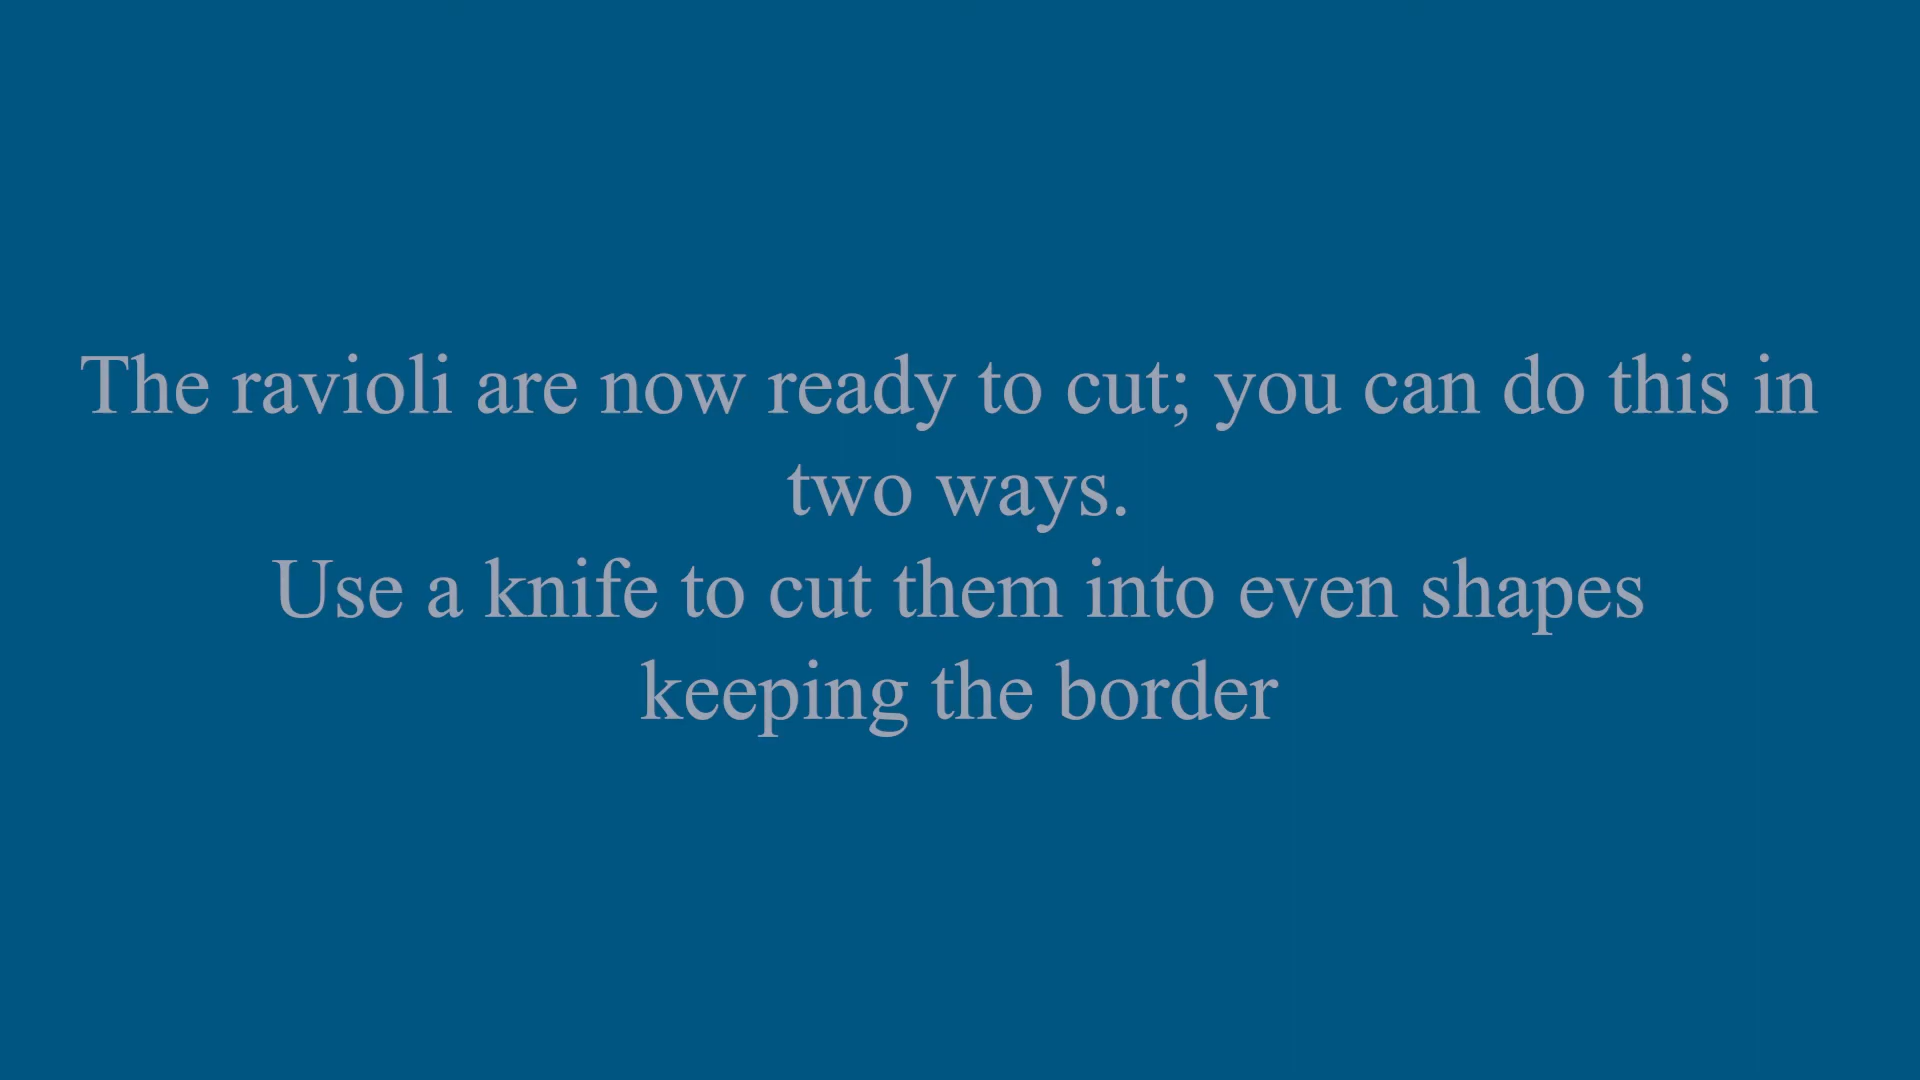 The ravioli are now ready to cut; you can do this in
two ways.
Use a knife to cut them into even shapes
keeping the border